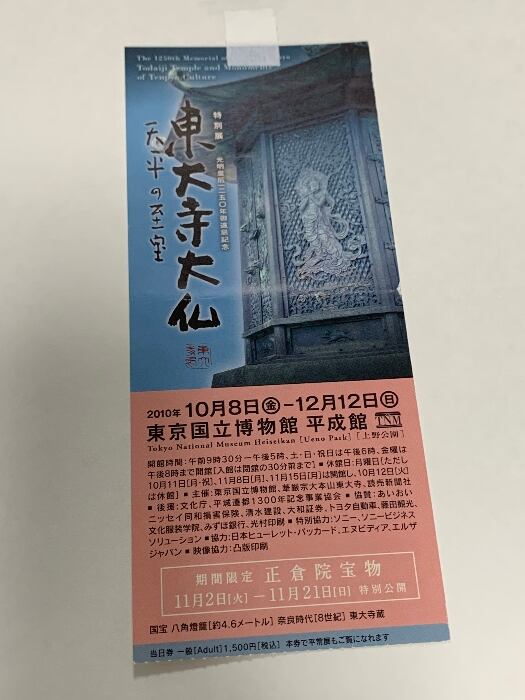 The 1250th Memorial
Todaiji Temple and Monuments
of Tenpyo Culture
特別展
光明皇后一二五〇年御遠忌記念
東大寺大仏
天平の至宝
2010年 10月8日㊎−12月12日㊐
東京国立博物館 平成館 TNM
Tokyo National Museum Heiseikan [Ueno Park] [上野公園]
開館時間:午前9時30分−午後5時、土・日・祝日は午後6時、金曜は
午後8時まで開館[入館は閉館の30分前まで] ■ 休館日:月曜日[ただし
10月11日[月・祝]、11月8日[月]、11月15日[月]は開館し、10月12日[火]
は休館] ■ 主催:東京国立博物館、華厳宗大本山東大寺、読売新聞社
■ 後援:文化庁、平城遷都1300年記念事業協会 ■ 協賛:あいおい
ニッセイ同和損害保険、清水建設、大和証券、トヨタ自動車、藤田観光、
文化服装学院、みずほ銀行、光村印刷 ■ 特別協力:ソニー、ソニービジネス
ソリューション ■ 協力:日本ヒューレット・パッカード、エヌビディア、エルザ
ジャパン ■ 映像協力:凸版印刷
期間限定 正倉院宝物
11月2日[火]−11月21日[日] 特別公開
国宝 八角燈籠[約4.6メートル] 奈良時代[8世紀] 東大寺蔵
当日券 一般[Adult]1,500円[税込] 本券で平常展もご覧になれます